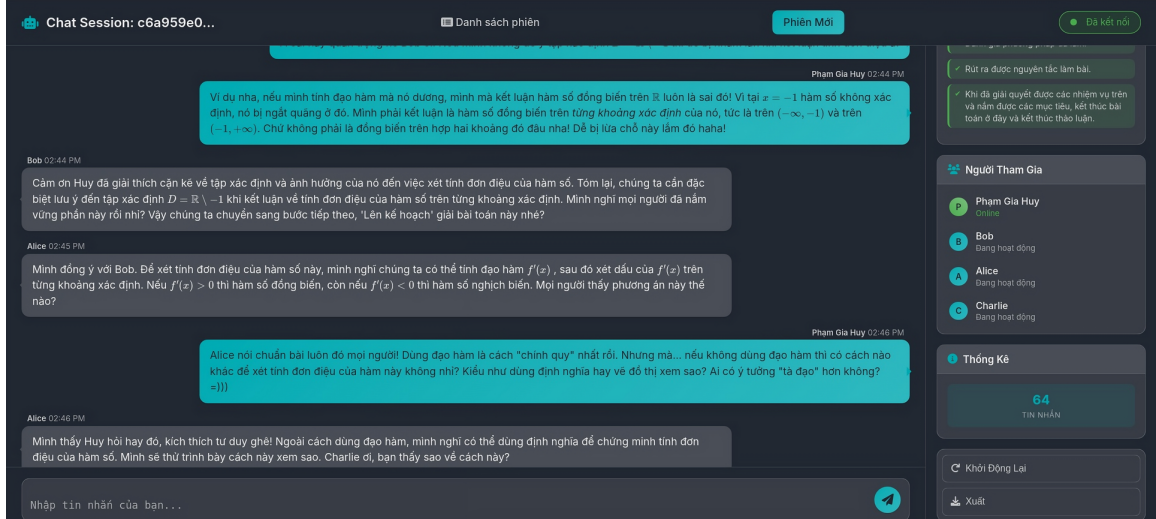 Chat Session: c6a959e0...
Danh sách phiên
Phiên Mới
Đã kết nối
Phạm Gia Huy 02:44 PM
Ví dụ nha, nếu mình tính đạo hàm mà nó dương, mình mà kết luận hàm số đồng biến trên ℝ luôn là sai đó! Vì tại x = −1 hàm số không xác
định, nó bị ngắt quãng ở đó. Mình phải kết luận là hàm số đồng biến trên từng khoảng xác định của nó, tức là trên (−∞, −1) và trên
(−1, +∞). Chứ không phải là đồng biến trên hợp hai khoảng đó đâu nha! Dễ bị lừa chỗ này lắm đó haha!
Bob 02:44 PM
Cảm ơn Huy đã giải thích cặn kẽ về tập xác định và ảnh hưởng của nó đến việc xét tính đơn điệu của hàm số. Tóm lại, chúng ta cần đặc
biệt lưu ý đến tập xác định D = ℝ \ −1 khi kết luận về tính đơn điệu của hàm số trên từng khoảng xác định. Mình nghĩ mọi người đã nắm
vững phần này rồi nhỉ? Vậy chúng ta chuyển sang bước tiếp theo, 'Lên kế hoạch' giải bài toán này nhé?
Alice 02:45 PM
Mình đồng ý với Bob. Để xét tính đơn điệu của hàm số này, mình nghĩ chúng ta có thể tính đạo hàm f′(x) , sau đó xét dấu của f′(x) trên
từng khoảng xác định. Nếu f′(x) > 0 thì hàm số đồng biến, còn nếu f′(x) < 0 thì hàm số nghịch biến. Mọi người thấy phương án này thế
nào?
Phạm Gia Huy 02:46 PM
Alice nói chuẩn bài luôn đó mọi người! Dùng đạo hàm là cách "chính quy" nhất rồi. Nhưng mà... nếu không dùng đạo hàm thì có cách nào
khác để xét tính đơn điệu của hàm này không nhỉ? Kiểu như dùng định nghĩa hay vẽ đồ thị xem sao? Ai có ý tưởng "tà đạo" hơn không?
=)))
Alice 02:46 PM
Mình thấy Huy hỏi hay đó, kích thích tư duy ghê! Ngoài cách dùng đạo hàm, mình nghĩ có thể dùng định nghĩa để chứng minh tính đơn
điệu của hàm số. Mình sẽ thử trình bày cách này xem sao. Charlie ơi, bạn thấy sao về cách này?
Nhập tin nhắn của bạn...
Rút ra được nguyên tắc làm bài.
Khi đã giải quyết được các nhiệm vụ trên
và nắm được các mục tiêu, kết thúc bài
toán ở đây và kết thúc thảo luận.
Người Tham Gia
P
Phạm Gia Huy
Online
B
Bob
Đang hoạt động
A
Alice
Đang hoạt động
C
Charlie
Đang hoạt động
Thống Kê
64
TIN NHẮN
Khởi Động Lại
Xuất